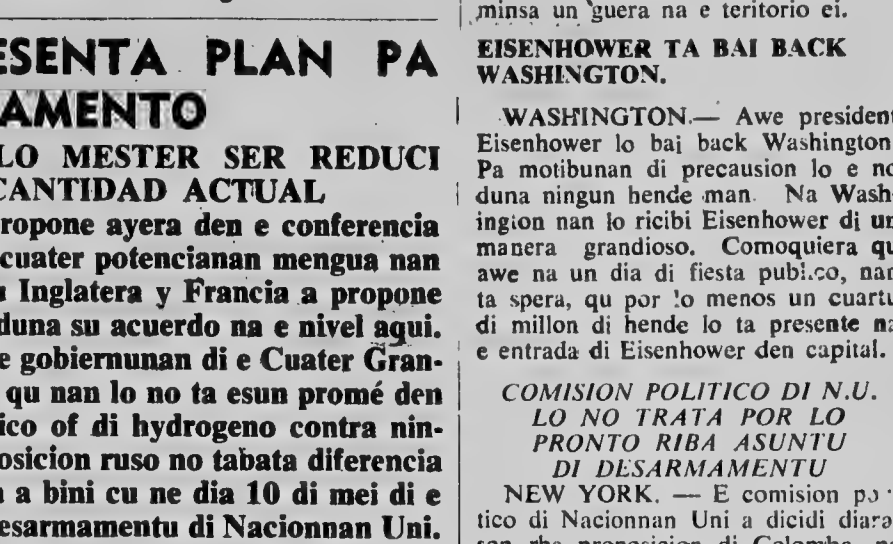 ESENTA PLAN PA
AMENTO
LO MESTER SER REDUCI
CANTIDAD ACTUAL
ropone ayera den e conferencia
cuater potencianan mengua nan
Inglatera y Francia a propone
duna su acuerdo na e nivel aqui.
e gobiernunan di e Cuater Gran-
qu nan lo no ta esun promé den
ico of di hydrogeno contra nin-
osicion ruso no tabata diferencia
a bini cu ne dia 10 di mei di e
esarmamentu di Nacionnan Uni.
minsa un guera na e teritorio ei.
EISENHOWER TA BAI BACK
WASHINGTON.
WASHINGTON.— Awe president
Eisenhower lo bai back Washington
Pa motibunan di precausion lo e no
duna ningun hende man. Na Wash-
ington nan lo ricibi Eisenhower di un
manera grandioso. Comoquiera qu
awe na un dia di fiesta publico, nan
ta spera, qu por lo menos un cuartu
di millon di hende lo ta presente na
e entrada di Eisenhower den capital.
COMISION POLITICO DI N.U.
LO NO TRATA POR LO
PRONTO RIBA ASUNTU
DI DESARMAMENTU
NEW YORK. — E comision po
tico di Nacionnan Uni a dicidi diara
proposicion di Colombo